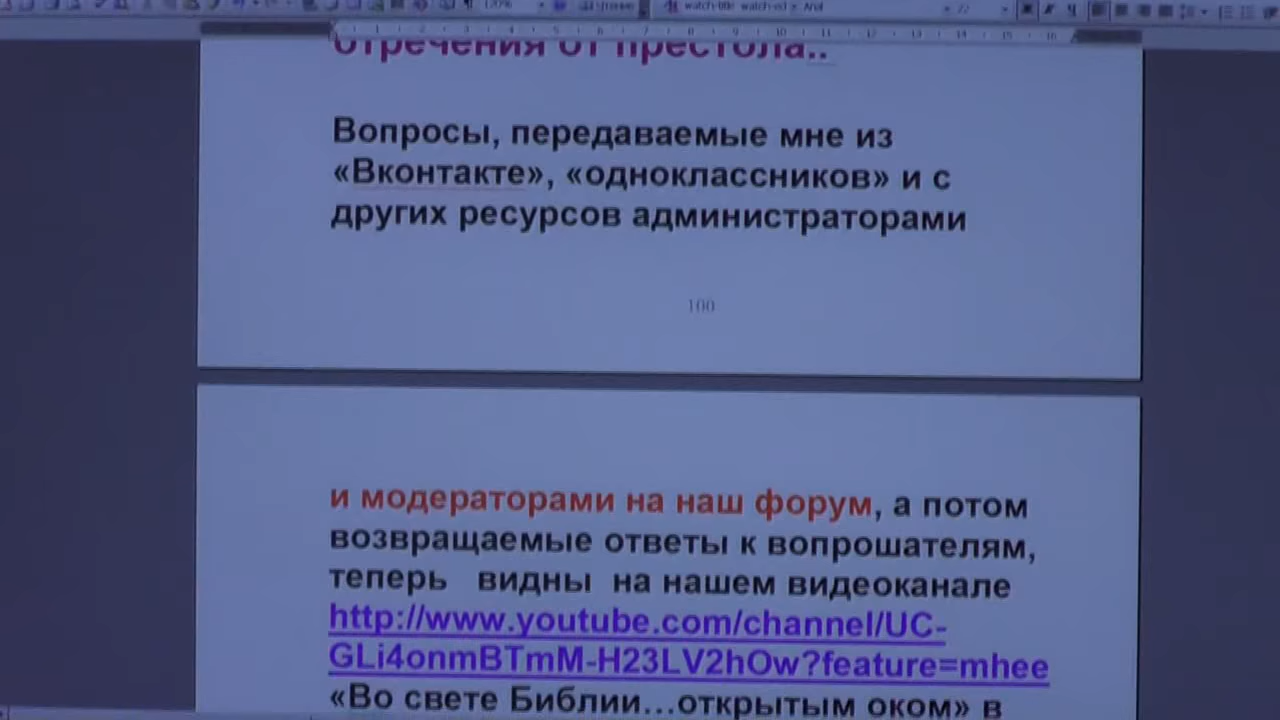 отречения от престола..
Вопросы, передаваемые мне из
«Вконтакте», «одноклассников» и с
других ресурсов администраторами
100
и модераторами на наш форум, а потом
возвращаемые ответы к вопрошателям,
теперь видны на нашем видеоканале
http://www.youtube.com/channel/UC-
GLi4onmBTmM-H23LV2hOw?feature=mhee
«Во свете Библии…открытым оком» в